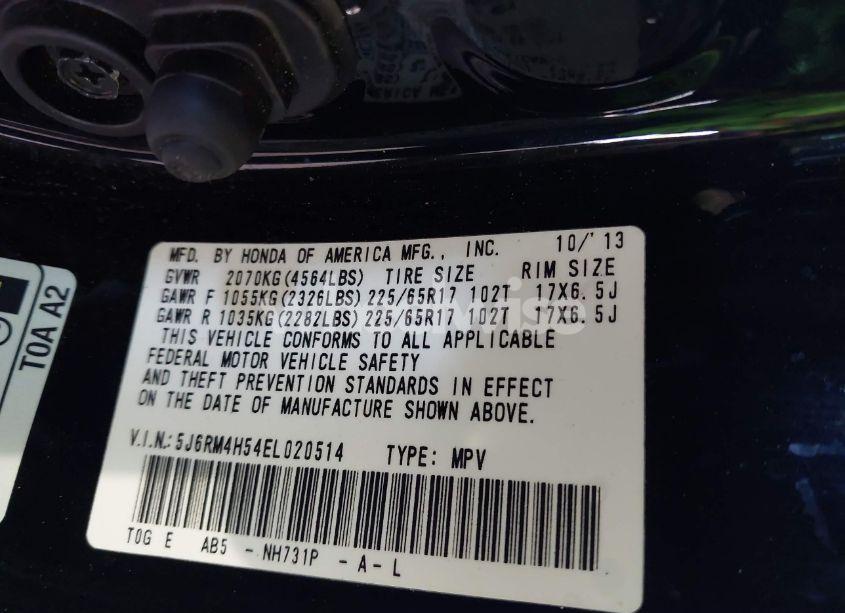 MFD. BY HONDA OF AMERICA MFG., INC. 10/'13
GVWR 2070KG(4564LBS) TIRE SIZE RIM SIZE
GAWR F 1055KG(2326LBS) 225/65R17 102T 17X6.5J
GAWR R 1035KG(2282LBS) 225/65R17 102T 17X6.5J
THIS VEHICLE CONFORMS TO ALL APPLICABLE
FEDERAL MOTOR VEHICLE SAFETY
AND THEFT PREVENTION STANDARDS IN EFFECT
ON THE DATE OF MANUFACTURE SHOWN ABOVE.
V.I.N.: 5J6RM4H54EL020514 TYPE: MPV
T0G E AB5 - NH731P - A - L
T0A A2